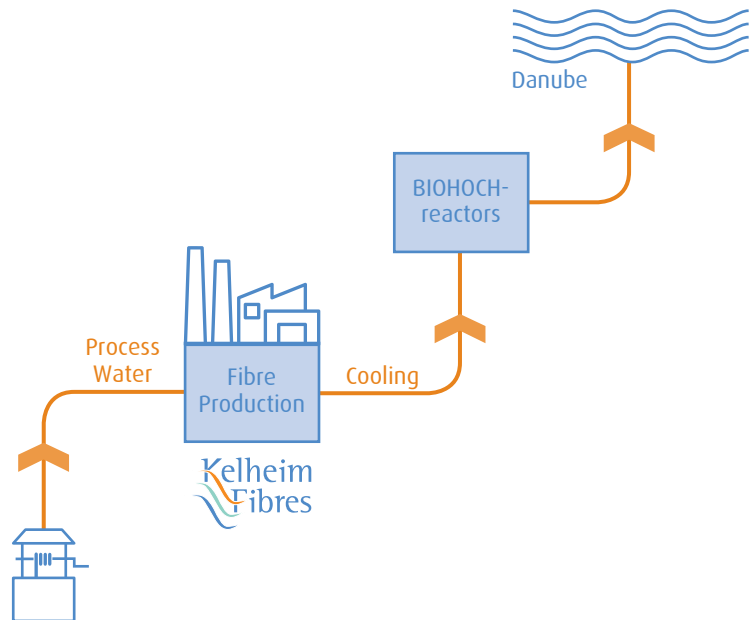 Danube
BIOHOCH-
reactors
Process
Water
Fibre
Production
Cooling
Kelheim
Fibres